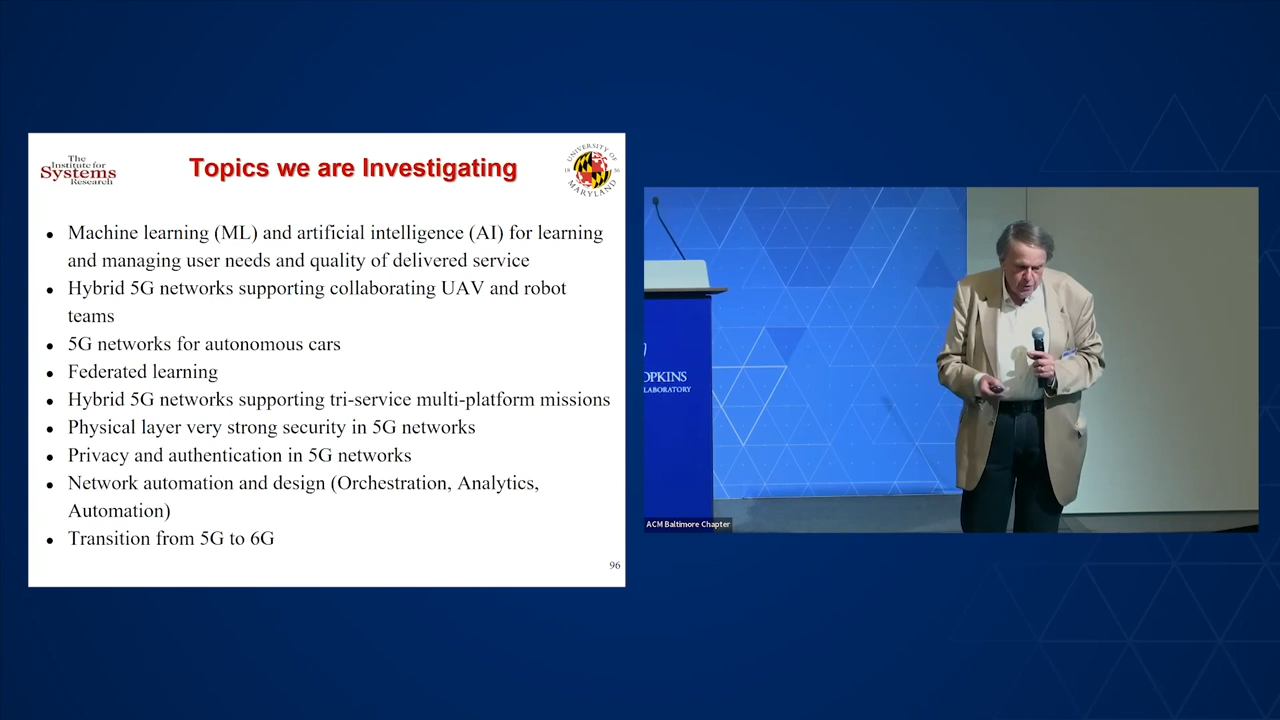 The
Institute for
Systems
Research
Topics we are Investigating
UNIVERSITY OF
18 56
MARYLAND
• Machine learning (ML) and artificial intelligence (AI) for learning
and managing user needs and quality of delivered service
• Hybrid 5G networks supporting collaborating UAV and robot
teams
• 5G networks for autonomous cars
• Federated learning
• Hybrid 5G networks supporting tri-service multi-platform missions
• Physical layer very strong security in 5G networks
• Privacy and authentication in 5G networks
• Network automation and design (Orchestration, Analytics,
Automation)
• Transition from 5G to 6G
96
OPKINS
LABORATORY
ACM Baltimore Chapter